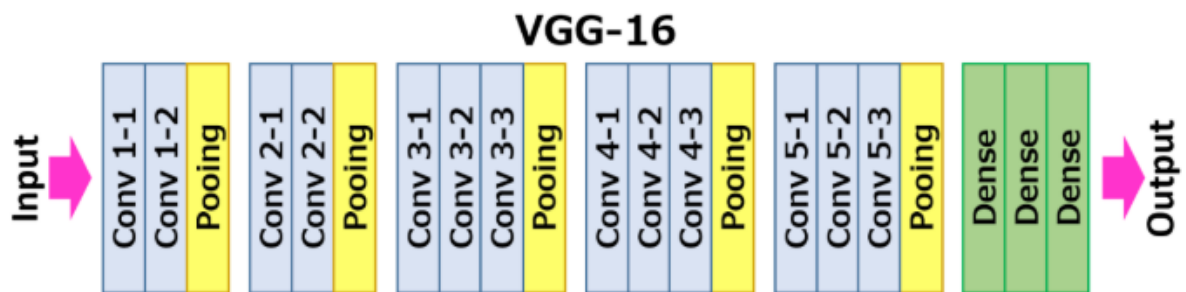 VGG-16
Input
Conv 1-1
Conv 1-2
Pooing
Conv 2-1
Conv 2-2
Pooing
Conv 3-1
Conv 3-2
Conv 3-3
Pooing
Conv 4-1
Conv 4-2
Conv 4-3
Pooing
Conv 5-1
Conv 5-2
Conv 5-3
Pooing
Dense
Dense
Dense
Output